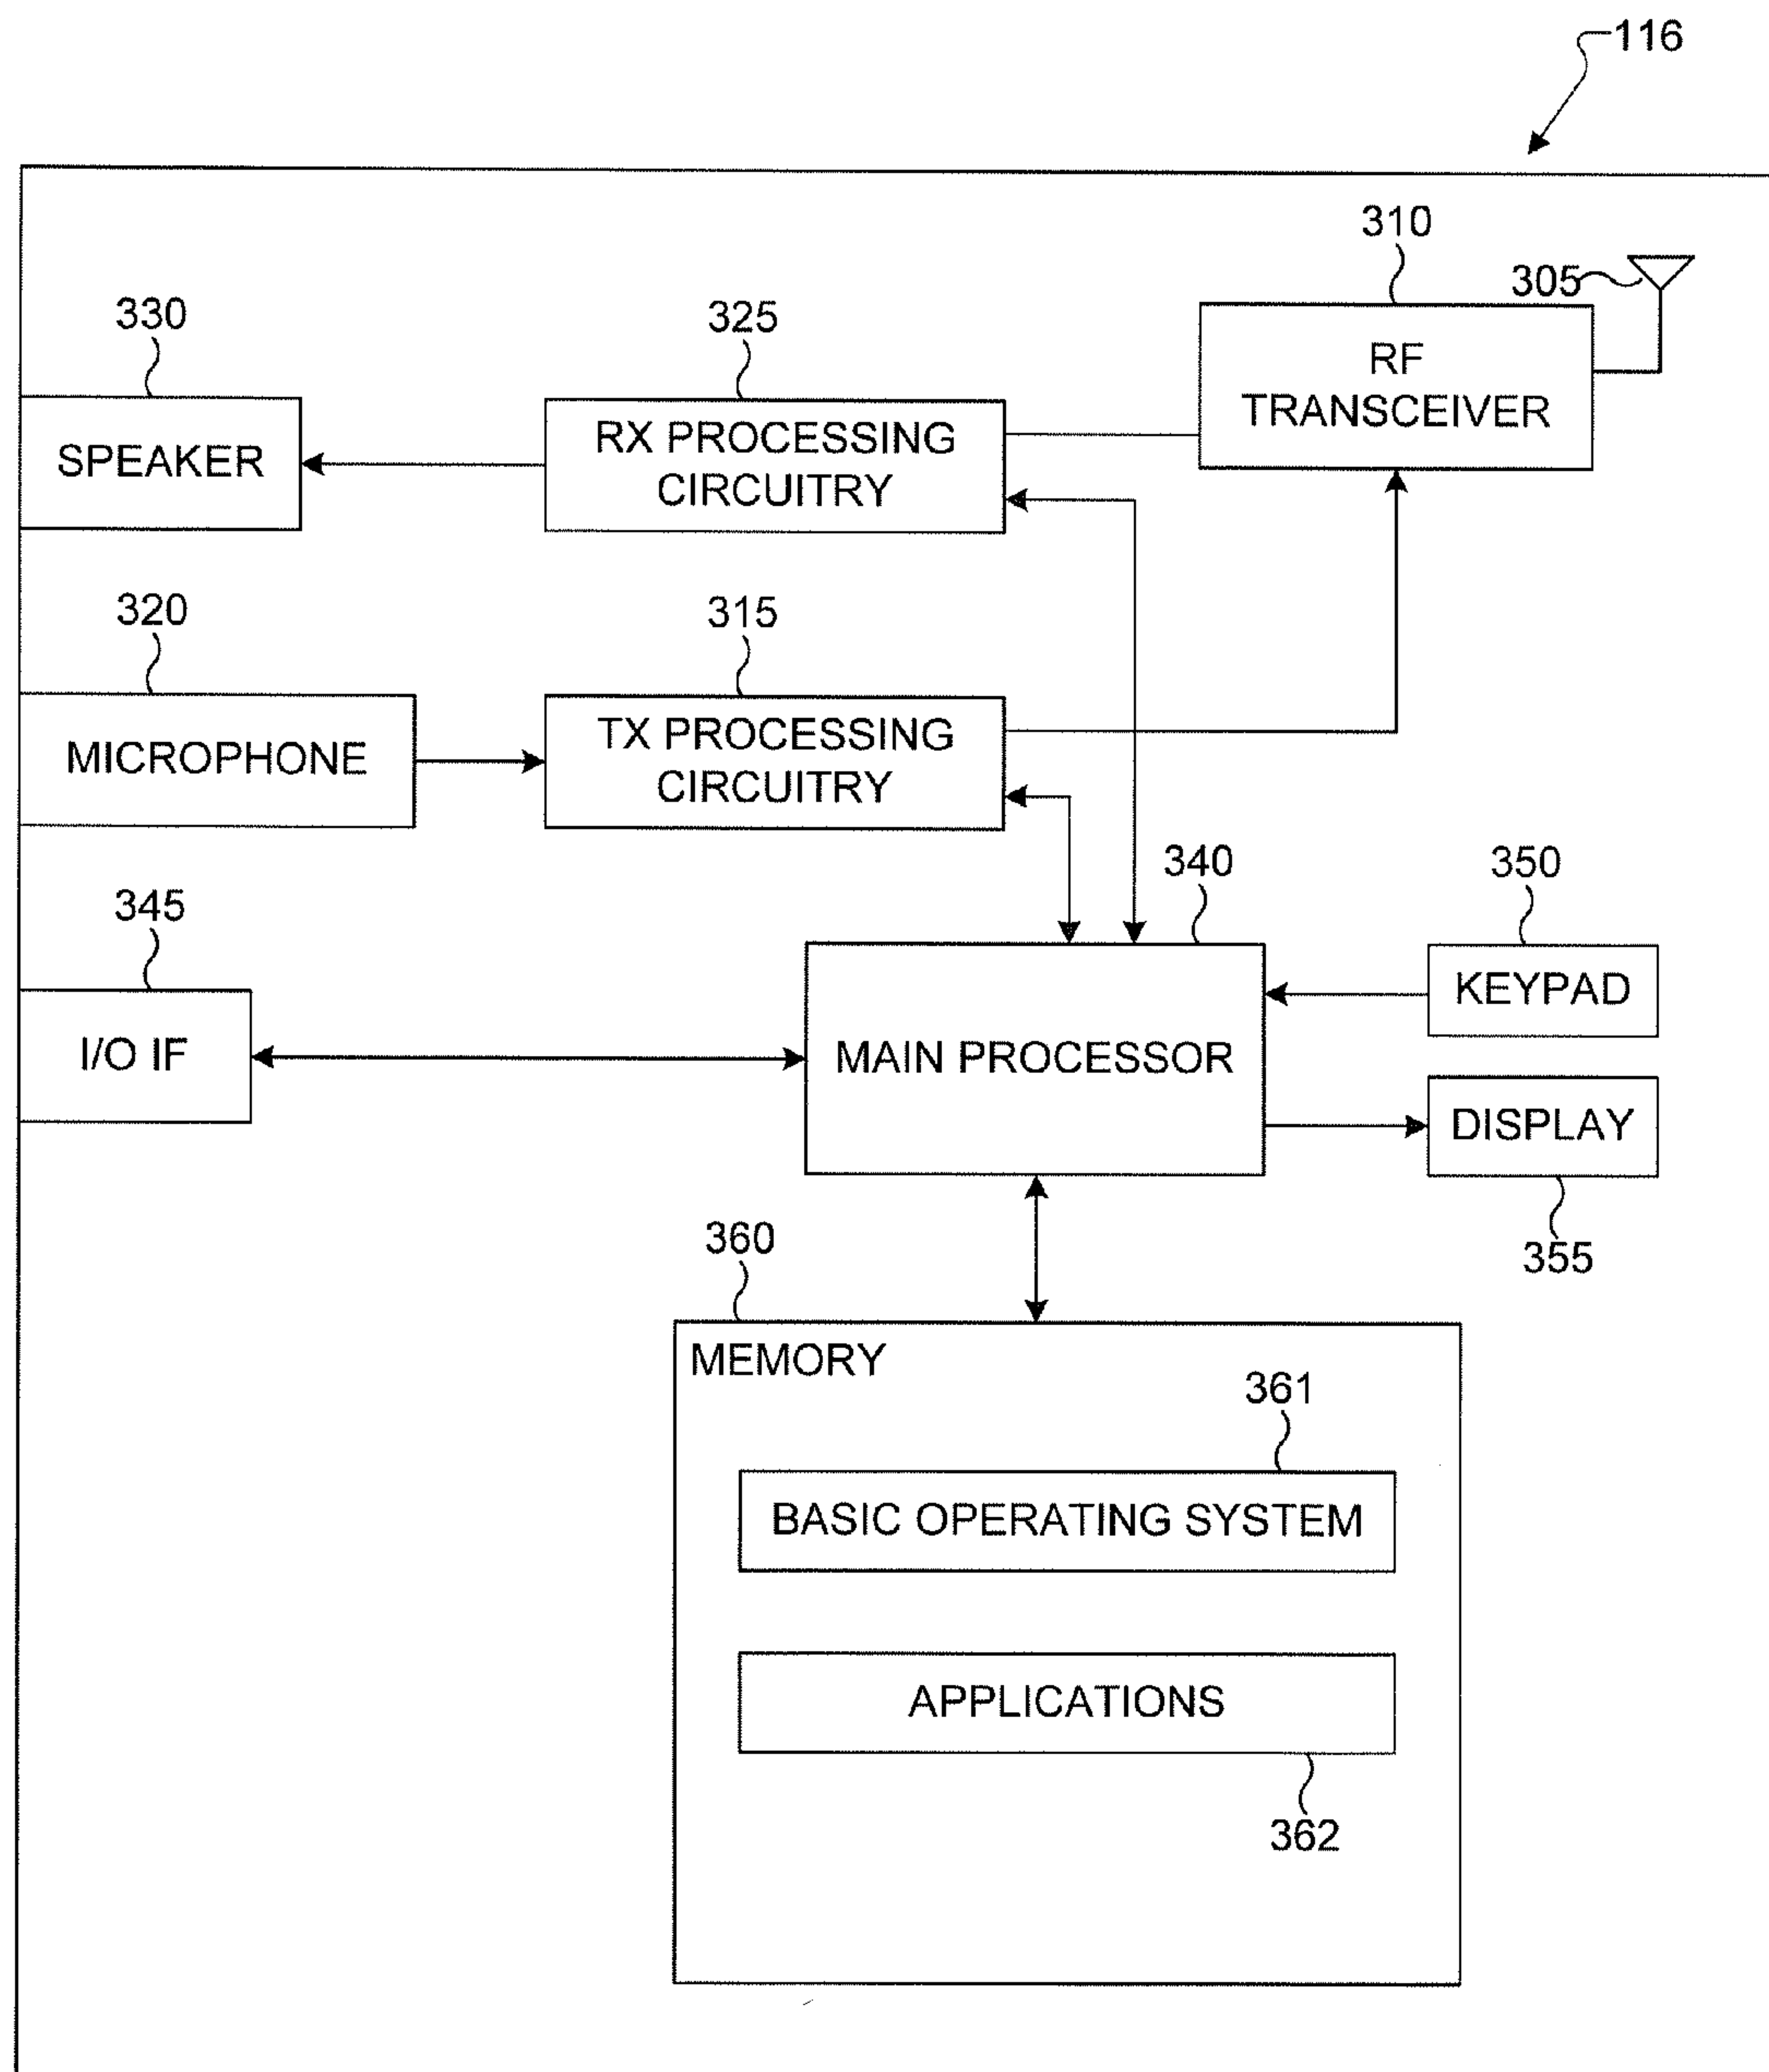 116
310
305
RF
TRANSCEIVER
330
SPEAKER
325
RX PROCESSING
CIRCUITRY
320
MICROPHONE
315
TX PROCESSING
CIRCUITRY
345
I/O IF
340
MAIN PROCESSOR
350
KEYPAD
DISPLAY
355
360
MEMORY
361
BASIC OPERATING SYSTEM
APPLICATIONS
362